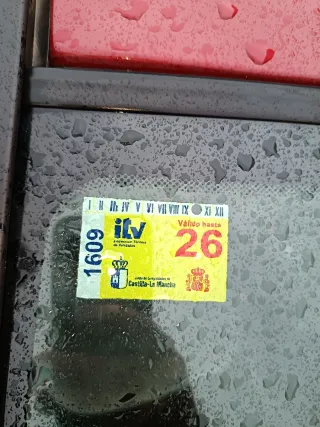 I II III IV V VI VII VIII IX XI XII
itv
Inspección Técnica
de Vehículos
Válido hasta
26
1609
Castilla-La Mancha